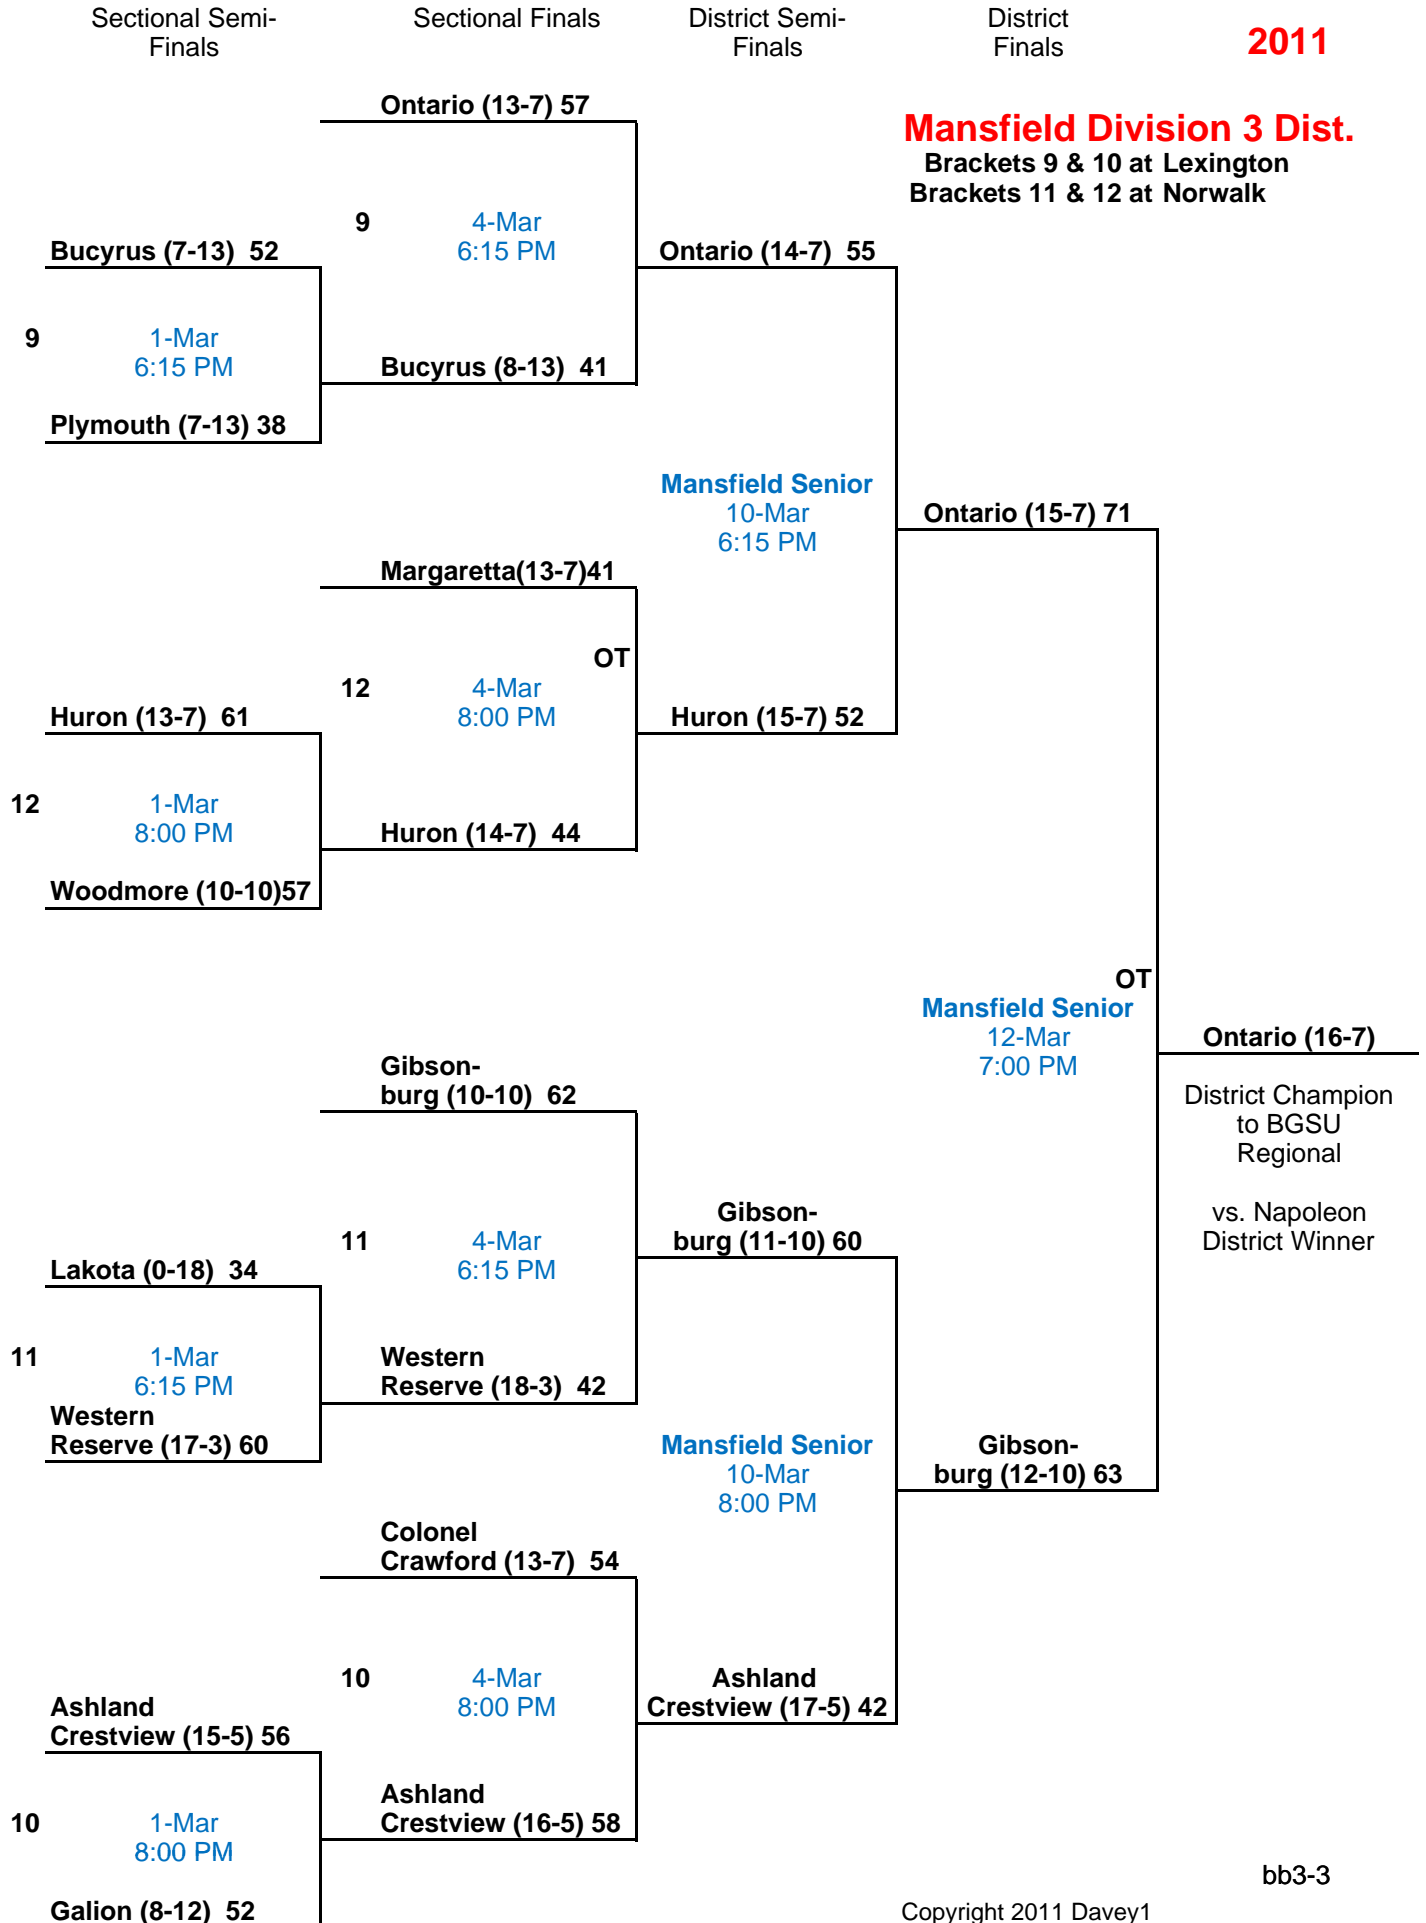 Sectional Semi-
Finals
Sectional Finals
District Semi-
Finals
District
Finals
2011
Mansfield Division 3 Dist.
Brackets 9 & 10 at Lexington
Brackets 11 & 12 at Norwalk
Ontario (13-7) 57
9
4-Mar
6:15 PM
Bucyrus (7-13) 52
Ontario (14-7) 55
9
1-Mar
6:15 PM
Bucyrus (8-13) 41
Plymouth (7-13) 38
Mansfield Senior
10-Mar
6:15 PM
Ontario (15-7) 71
Margaretta(13-7)41
OT
12
4-Mar
8:00 PM
Huron (13-7) 61
Huron (15-7) 52
12
1-Mar
8:00 PM
Huron (14-7) 44
Woodmore (10-10)57
OT
Mansfield Senior
12-Mar
7:00 PM
Ontario (16-7)
Gibson-
burg (10-10) 62
District Champion
to BGSU
Regional
vs. Napoleon
District Winner
Gibson-
burg (11-10) 60
11
4-Mar
6:15 PM
Lakota (0-18) 34
11
1-Mar
6:15 PM
Western
Reserve (18-3) 42
Western
Reserve (17-3) 60
Mansfield Senior
10-Mar
8:00 PM
Gibson-
burg (12-10) 63
Colonel
Crawford (13-7) 54
10
4-Mar
8:00 PM
Ashland
Crestview (17-5) 42
Ashland
Crestview (15-5) 56
Ashland
Crestview (16-5) 58
10
1-Mar
8:00 PM
Galion (8-12) 52
bb3-3
Copyright 2011 Davey1